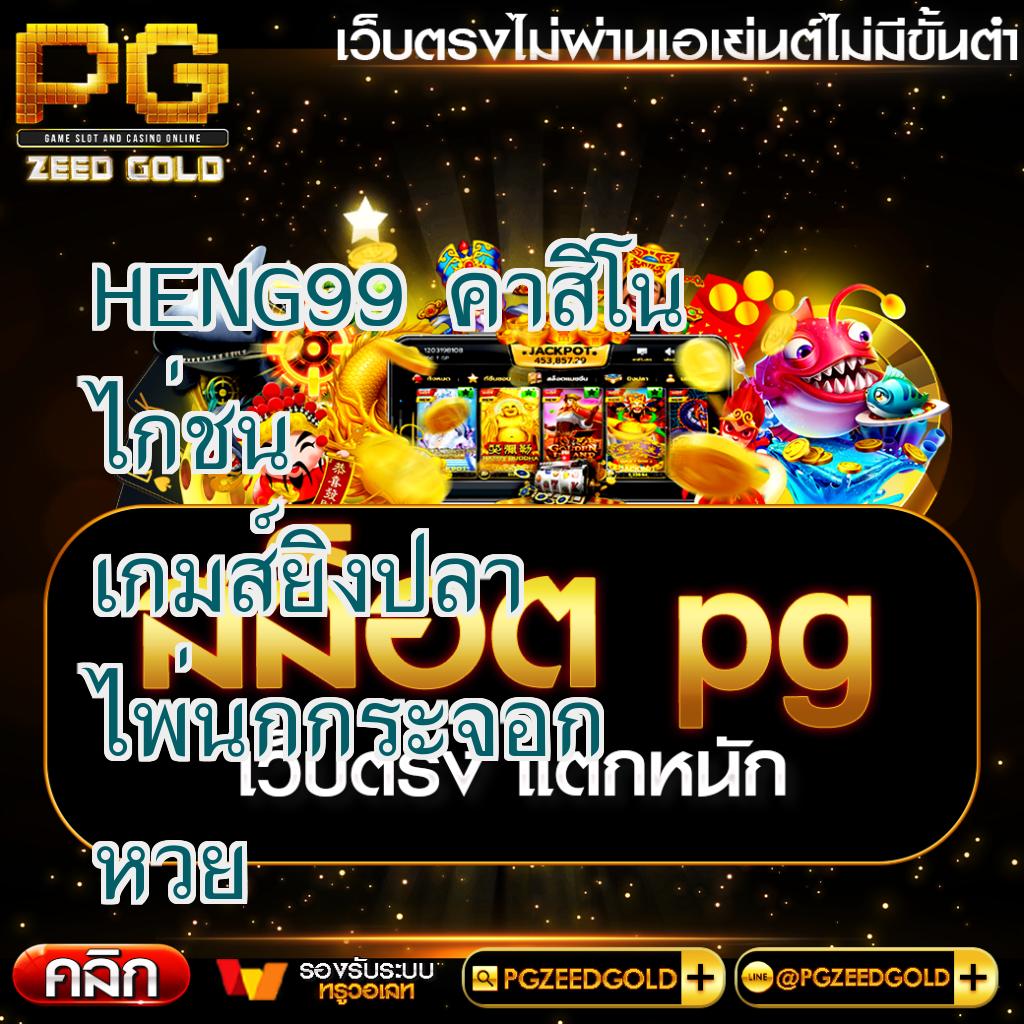 เว็บตรงไม่ผ่านเอเย่นต์ไม่มีขั้นต่ำ
PG
GAME SLOT AND CASINO ONLINE
ZEED GOLD
HENG99 คาสิโน
JACKPOT
453,857.29
ไก่ชน
เกมส์ยิงปลา
สล็อต pg
ไพ่นกกระจอก
เว็บตรง แตกหนัก
หวย
คลิก
รองรับระบบ
ทรูวอเลท
PGZEEDGOLD +
LINE @PGZEEDGOLD +